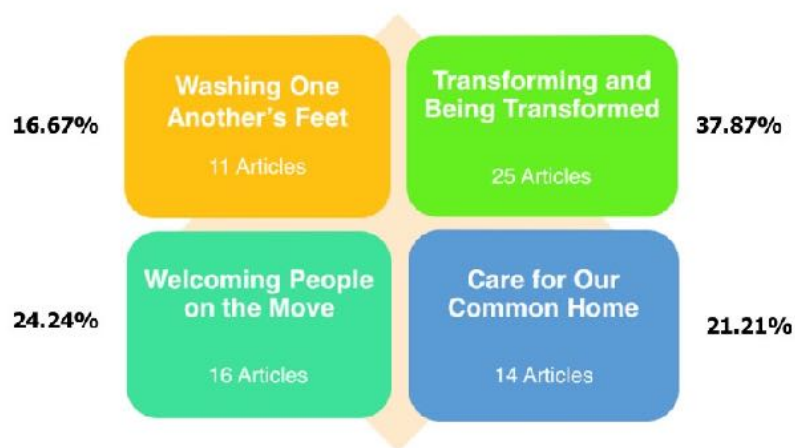 Washing One
Another's Feet
11 Articles
16.67%
Transforming and
Being Transformed
25 Articles
37.87%
Welcoming People
on the Move
16 Articles
24.24%
Care for Our
Common Home
14 Articles
21.21%